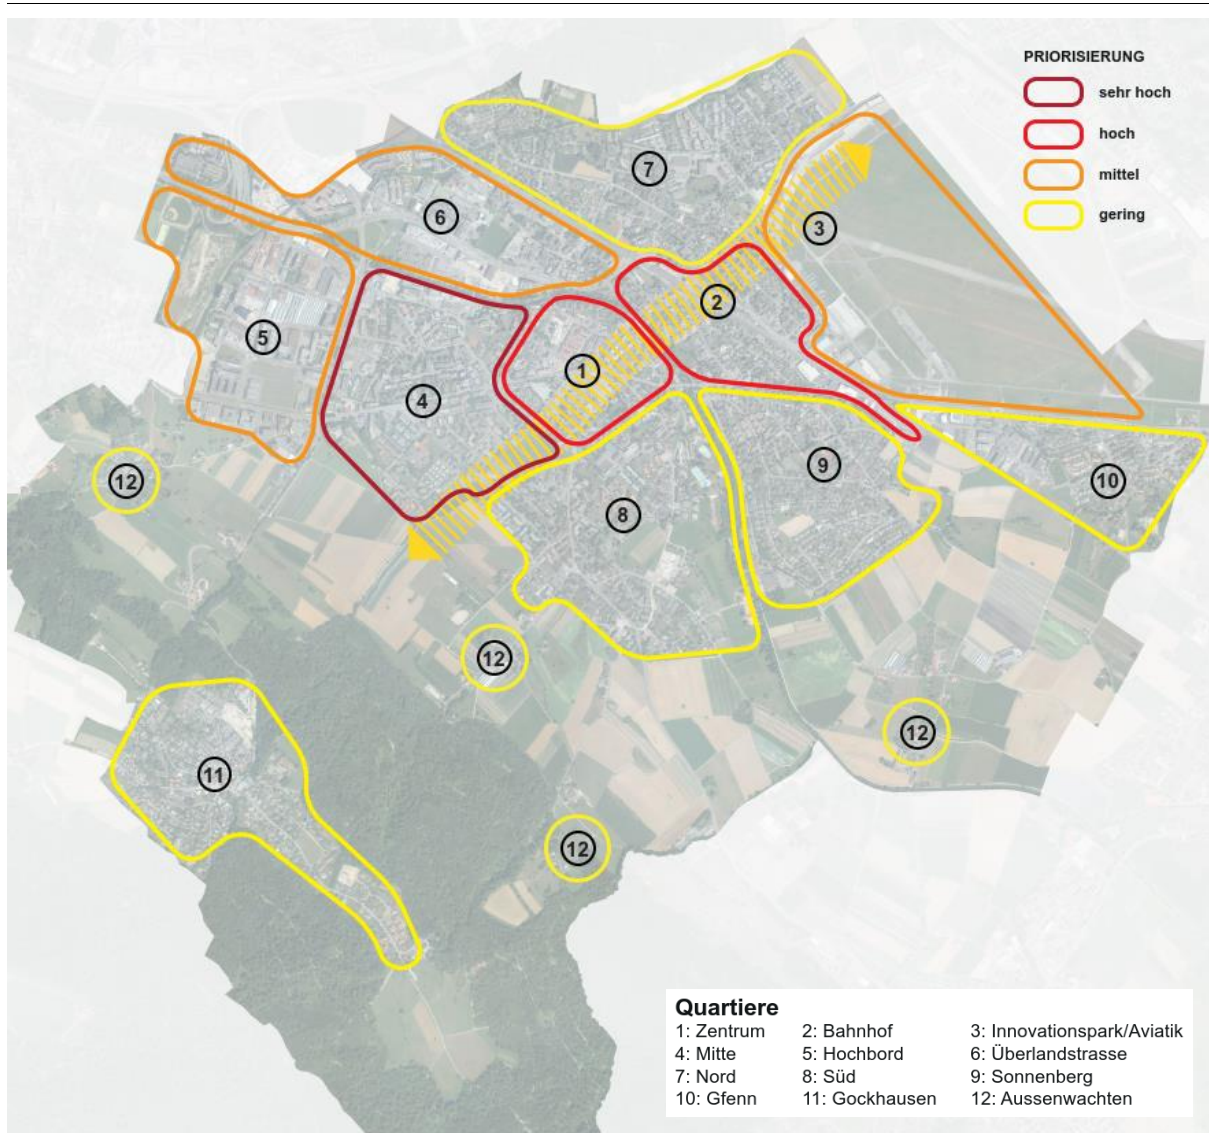 PRIORISIERUNG
sehr hoch
hoch
mittel
gering
7
6
3
2
5
1
4
9
10
12
8
12
12
11
12
Quartiere
1: Zentrum 2: Bahnhof 3: Innovationspark/Aviatik
4: Mitte 5: Hochbord 6: Überlandstrasse
7: Nord 8: Süd 9: Sonnenberg
10: Gfenn 11: Gockhausen 12: Aussenwachten